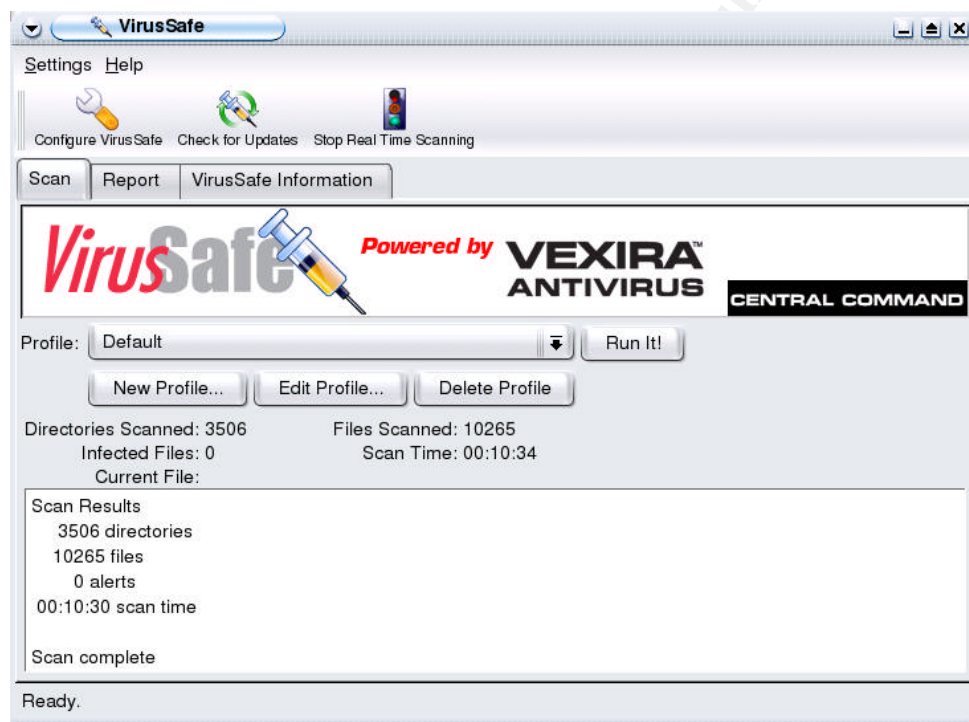 VirusSafe
Settings Help
Configure VirusSafe Check for Updates Stop Real Time Scanning
Scan Report VirusSafe Information
VirusSafe Powered by VEXIRA™ ANTIVIRUS CENTRAL COMMAND
Profile: Default Run It!
New Profile... Edit Profile... Delete Profile
Directories Scanned: 3506 Files Scanned: 10265
Infected Files: 0 Scan Time: 00:10:34
Current File:
Scan Results
3506 directories
10265 files
0 alerts
00:10:30 scan time
Scan complete
Ready.